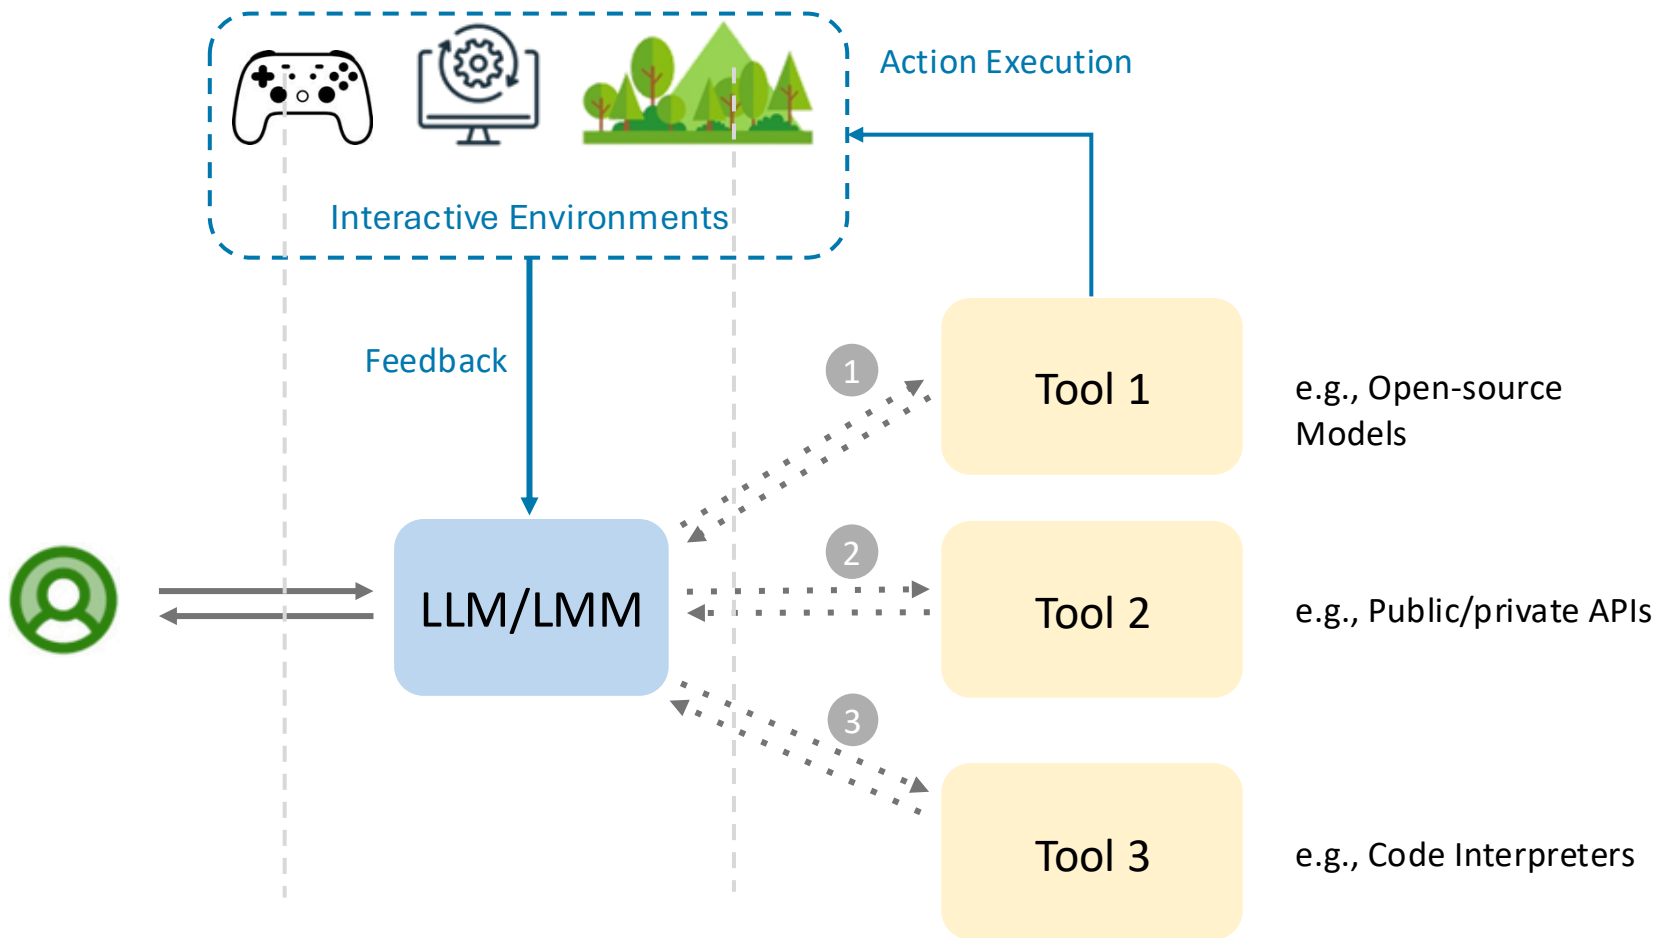 Action Execution
Interactive Environments
Feedback
1
Tool 1
e.g., Open-source
Models
2
LLM/LMM
Tool 2
e.g., Public/private APIs
3
Tool 3
e.g., Code Interpreters